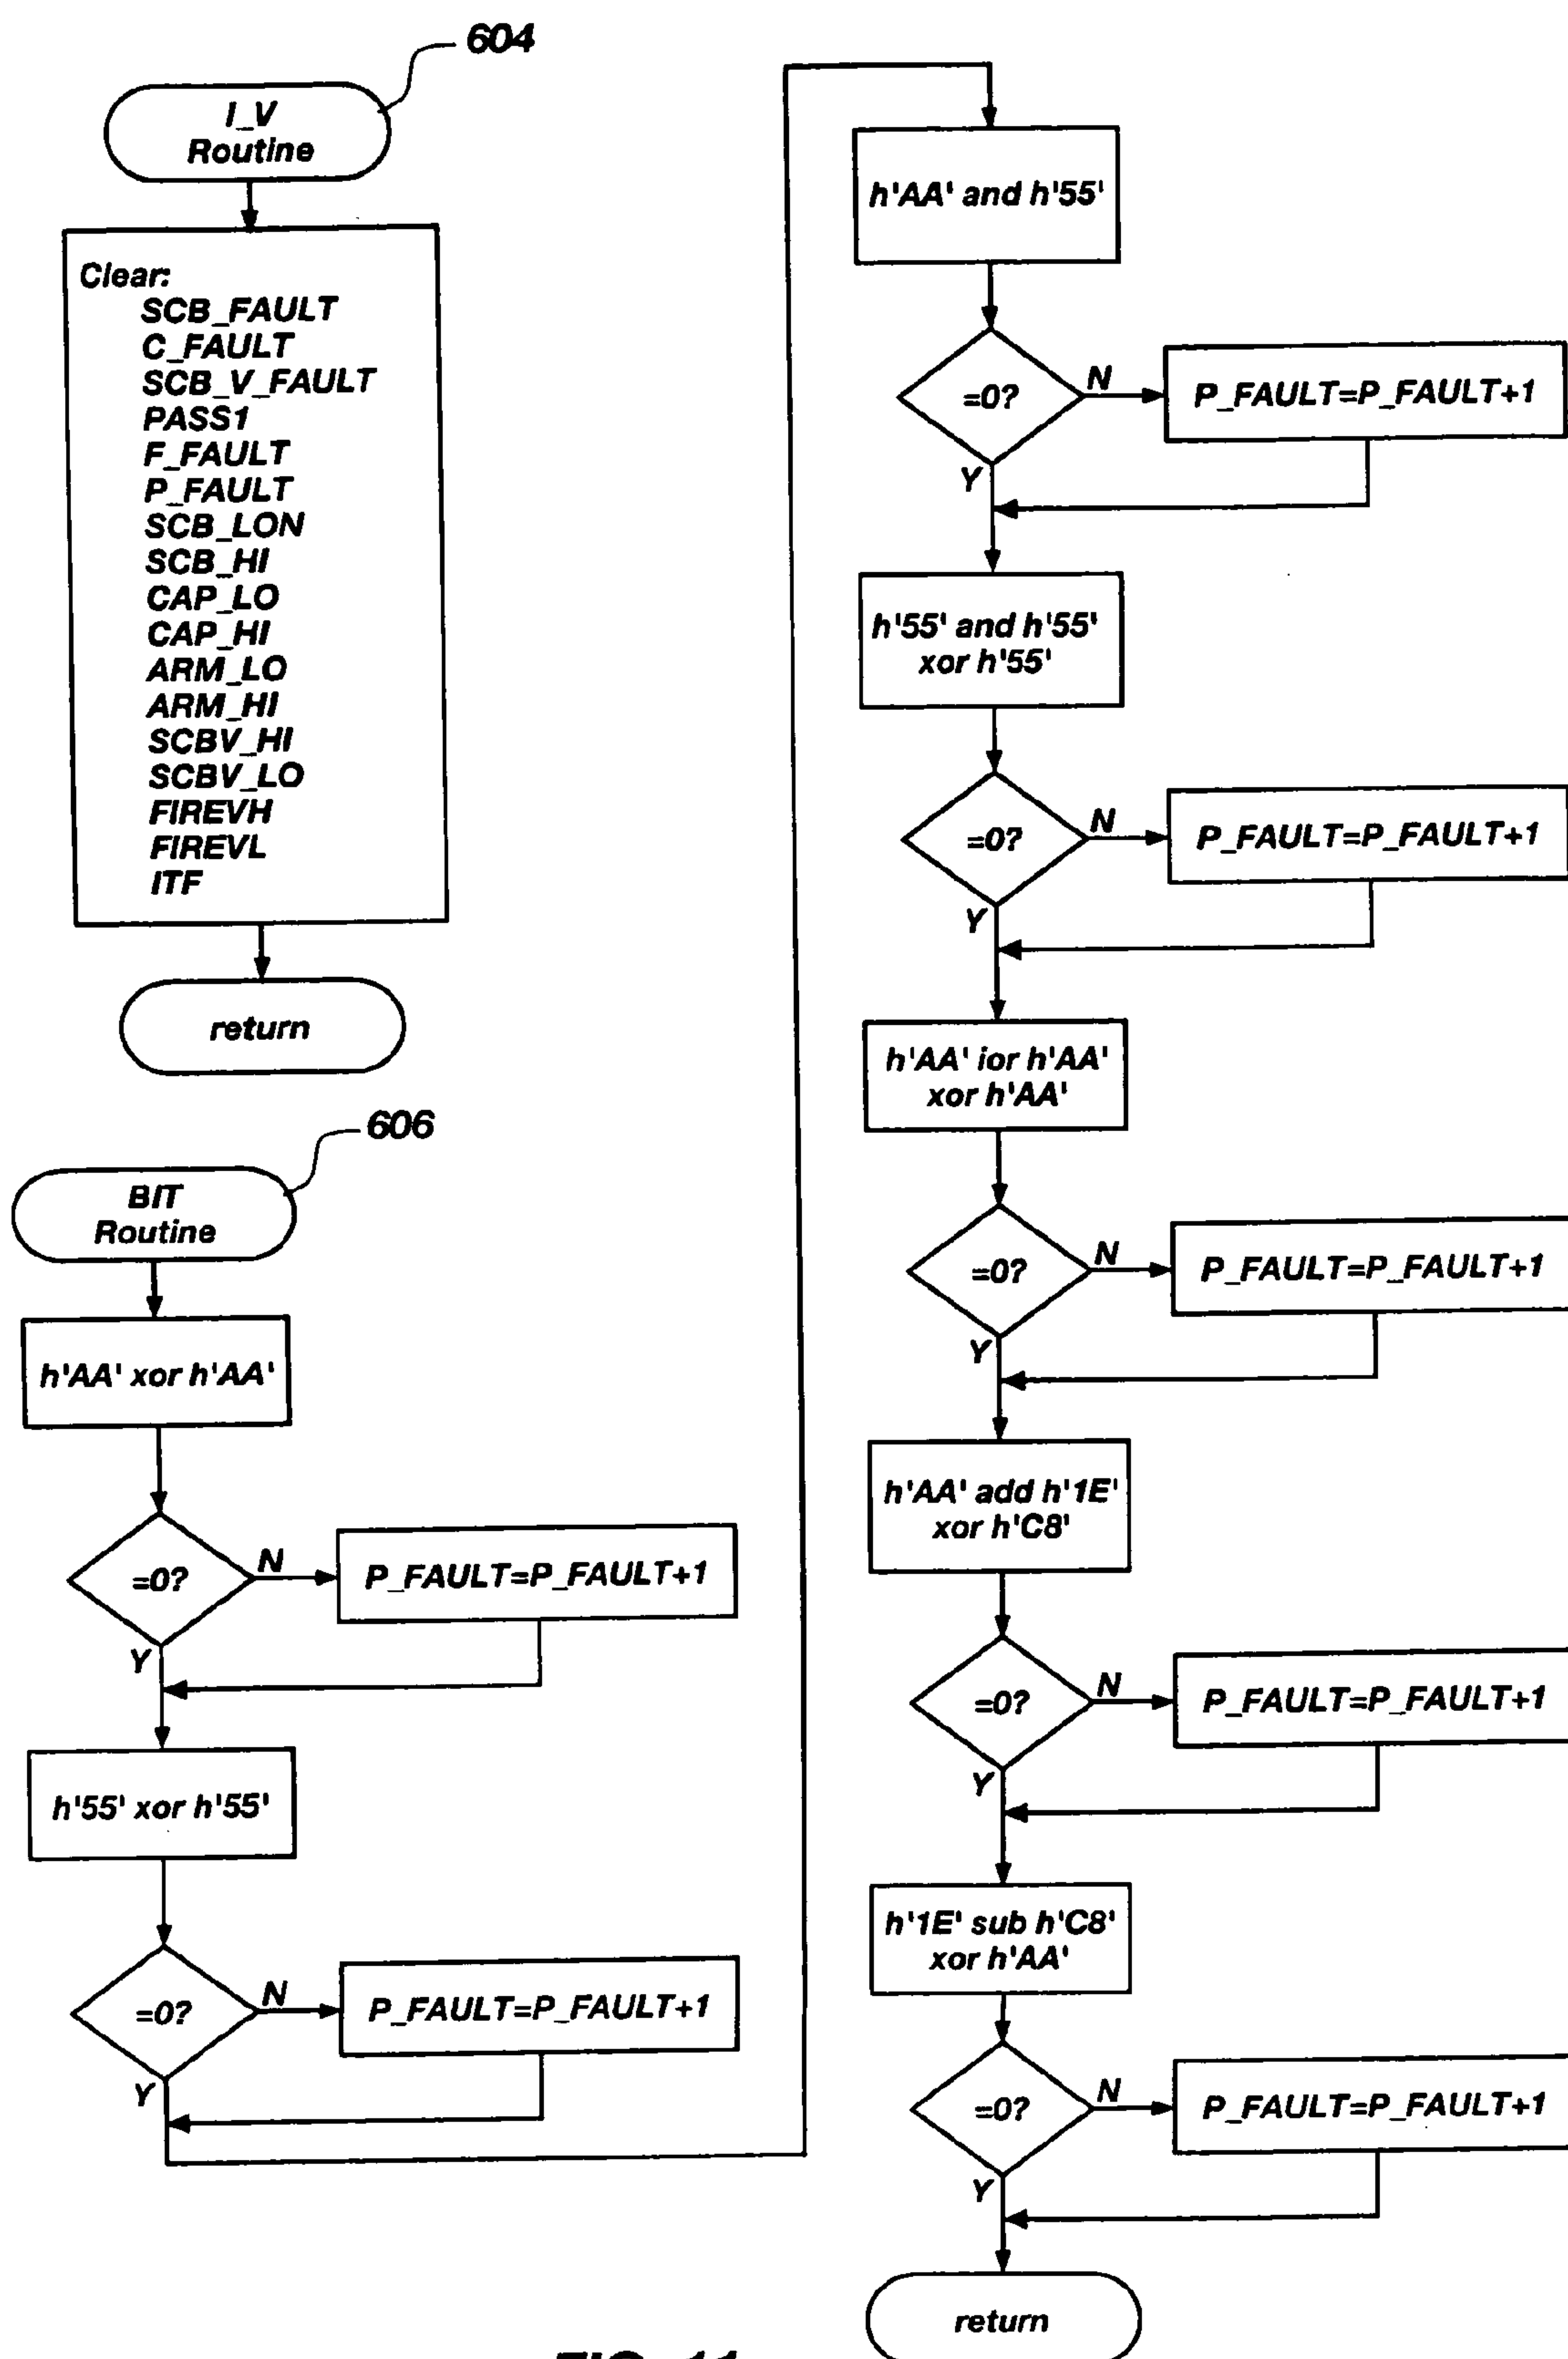 604
I_V
Routine
Clear:
SCB_FAULT
C_FAULT
SCB_V_FAULT
PASS1
F_FAULT
P_FAULT
SCB_LON
SCB_HI
CAP_LO
CAP_HI
ARM_LO
ARM_HI
SCBV_HI
SCBV_LO
FIREVH
FIREVL
ITF
return
606
BIT
Routine
h'AA' xor h'AA'
=0?
N
P_FAULT=P_FAULT+1
Y
h'55' xor h'55'
=0?
N
P_FAULT=P_FAULT+1
Y
h'AA' and h'55'
=0?
N
P_FAULT=P_FAULT+1
Y
h'55' and h'55'
xor h'55'
=0?
N
P_FAULT=P_FAULT+1
Y
h'AA' ior h'AA'
xor h'AA'
=0?
N
P_FAULT=P_FAULT+1
Y
h'AA' add h'1E'
xor h'C8'
=0?
N
P_FAULT=P_FAULT+1
Y
h'1E' sub h'C8'
xor h'AA'
=0?
N
P_FAULT=P_FAULT+1
Y
return